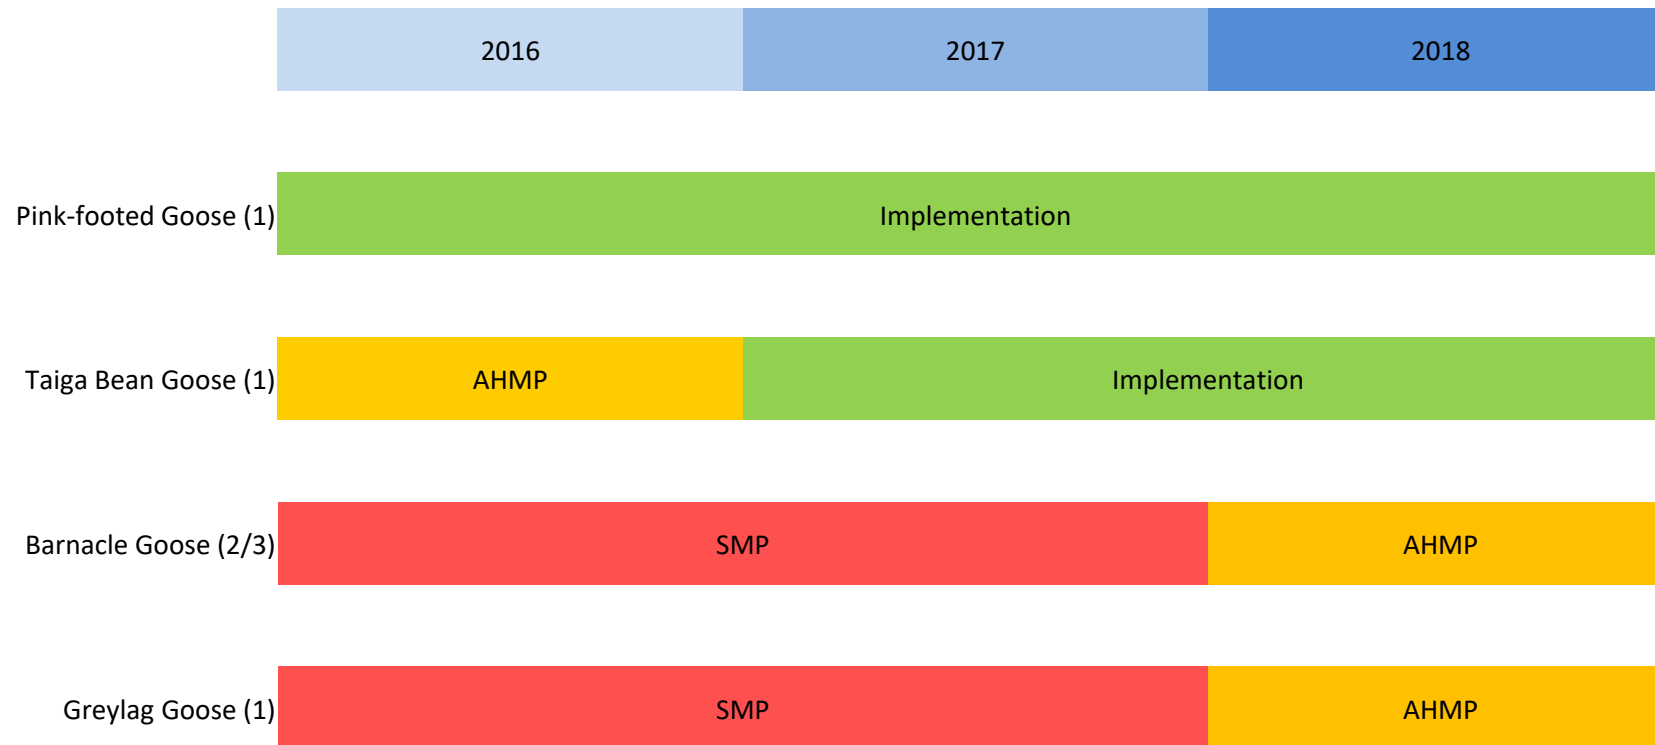 2016 2017 2018
Pink-footed Goose (1) Implementation
Taiga Bean Goose (1) AHMP Implementation
Barnacle Goose (2/3) SMP AHMP
Greylag Goose (1) SMP AHMP